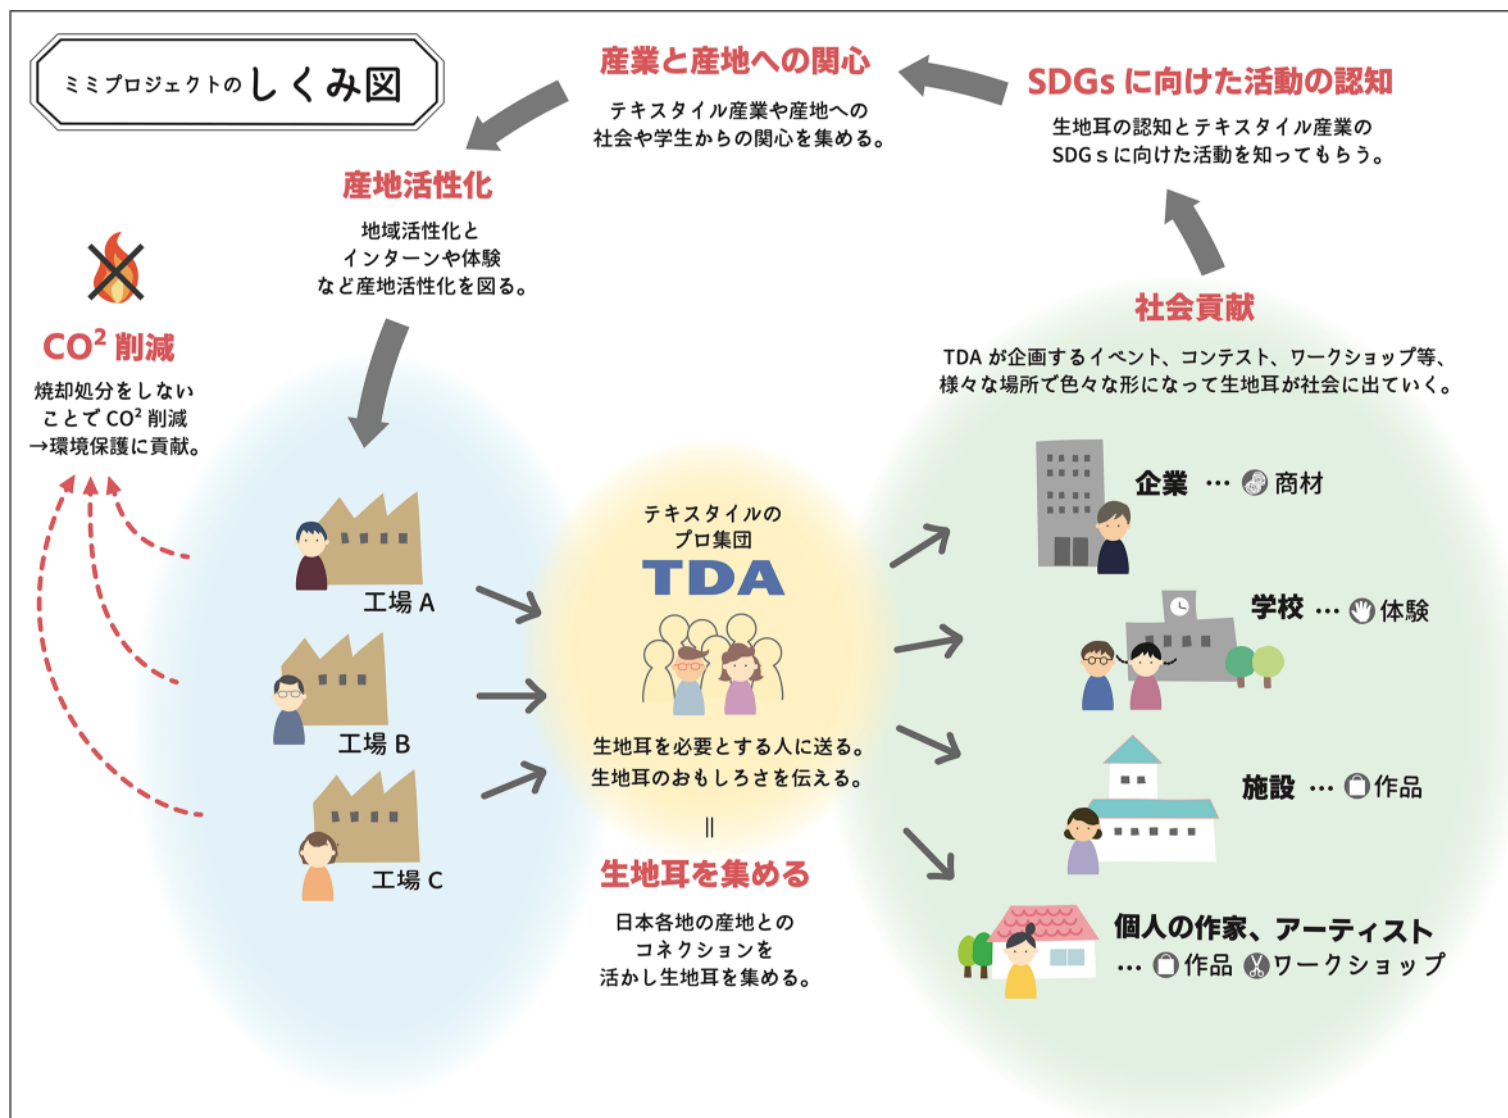 ミミプロジェクトのしくみ図
産業と産地への関心
テキスタイル産業や産地への
社会や学生からの関心を集める。
SDGs に向けた活動の認知
生地耳の認知とテキスタイル産業の
SDGsに向けた活動を知ってもらう。
産地活性化
地域活性化と
インターンや体験
など産地活性化を図る。
CO² 削減
焼却処分をしない
ことで CO² 削減
→環境保護に貢献。
社会貢献
TDA が企画するイベント、コンテスト、ワークショップ等、
様々な場所で色々な形になって生地耳が社会に出ていく。
工場 A
工場 B
工場 C
テキスタイルの
プロ集団
TDA
生地耳を必要とする人に送る。
生地耳のおもしろさを伝える。
=
生地耳を集める
日本各地の産地との
コネクションを
活かし生地耳を集める。
企業 … 商材
学校 … 体験
施設 … 作品
個人の作家、アーティスト
… 作品 ワークショップ